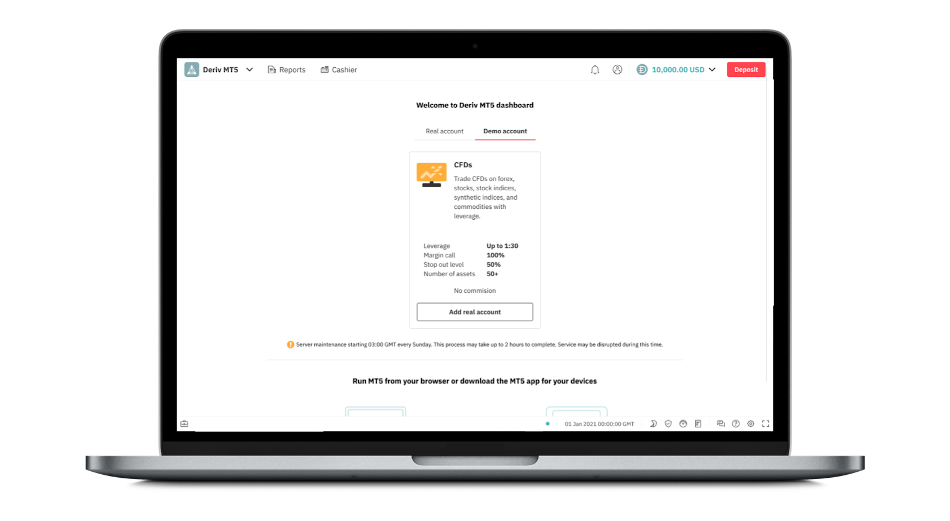 Deriv MT5 Reports Cashier 10,000.00 USD Deposit
Welcome to Deriv MT5 dashboard
Real account Demo account
CFDs
Trade CFDs on forex,
stocks, stock indices,
synthetic indices, and
commodities with
leverage.
Leverage Up to 1:30
Margin call 100%
Stop out level 50%
Number of assets 50+
No commision
Add real account
Server maintenance starting 03:00 GMT every Sunday. This process may take up to 2 hours to complete. Service may be disrupted during this time.
Run MT5 from your browser or download the MT5 app for your devices
01 Jan 2021 00:00:00 GMT